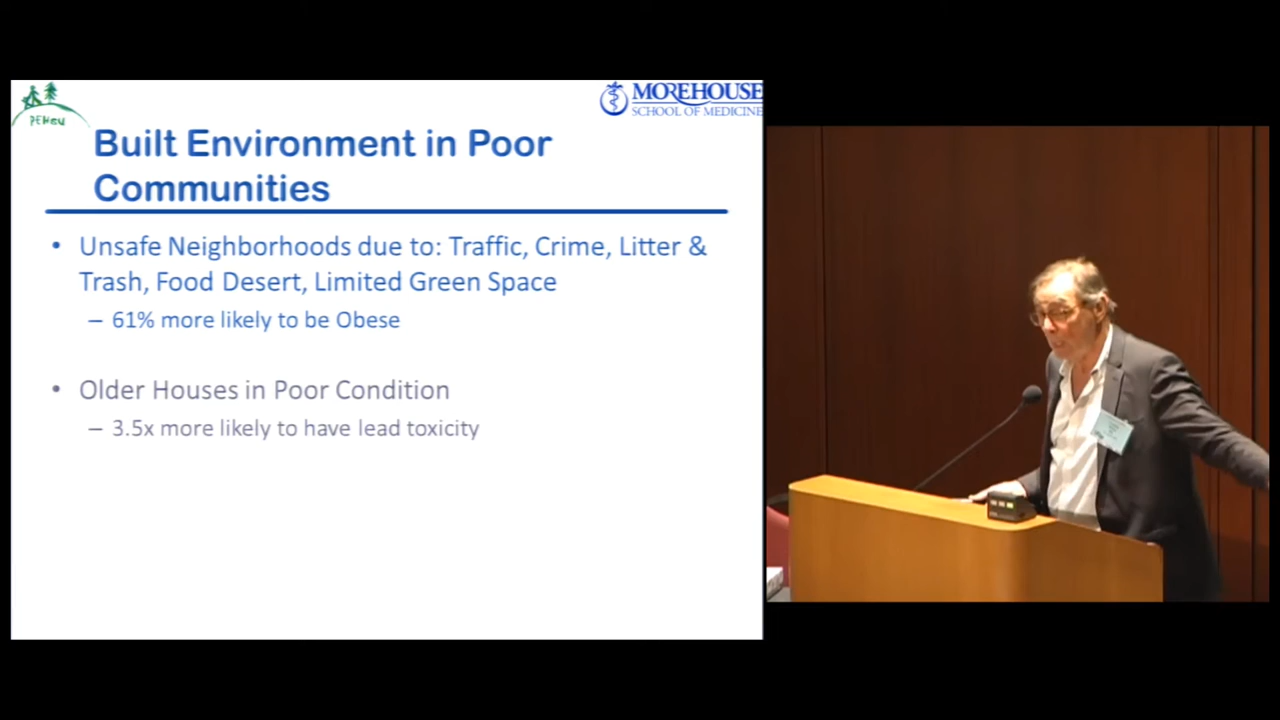 PEHSU
MOREHOUSE
SCHOOL OF MEDICINE
Built Environment in Poor
Communities
• Unsafe Neighborhoods due to: Traffic, Crime, Litter &
Trash, Food Desert, Limited Green Space
– 61% more likely to be Obese
• Older Houses in Poor Condition
– 3.5x more likely to have lead toxicity